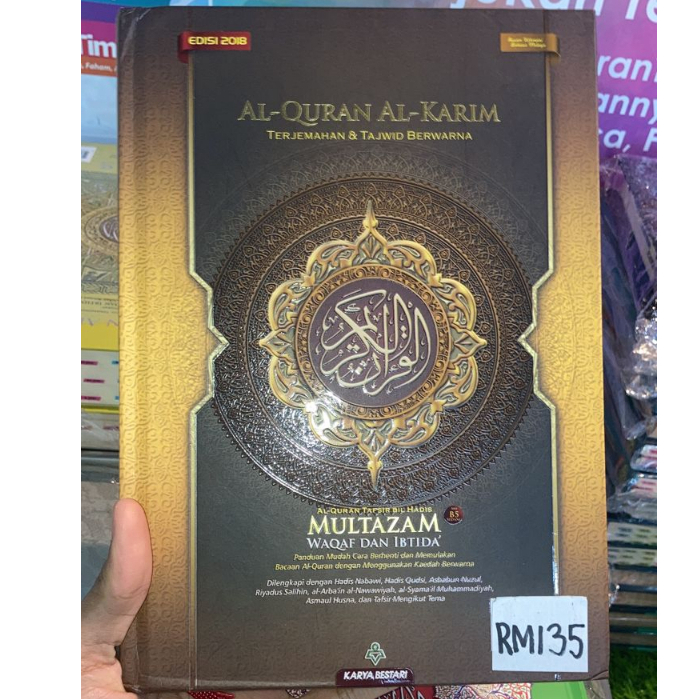 EDISI 2018
AL-QURAN AL-KARIM
TERJEMAHAN & TAJWID BERWARNA
القرآن الكريم
AL-QURAN TAFSIR BIL HADIS
MULTAZAM
B5
WAQAF DAN IBTIDA'
Panduan Mudah Cara Berhenti dan Memulakan
Bacaan Al-Quran dengan Menggunakan Kaedah Berwarna
Dilengkapi dengan Hadis Nabawi, Hadis Qudsi, Asbabun Nuzul,
Riyadus Salihin, al-Arba'in al-Nawawiyah, al-Syama'il Muhammadiyah,
Asmaul Husna, dan Tafsir Mengikut Tema
RM135
KARYA BESTARI